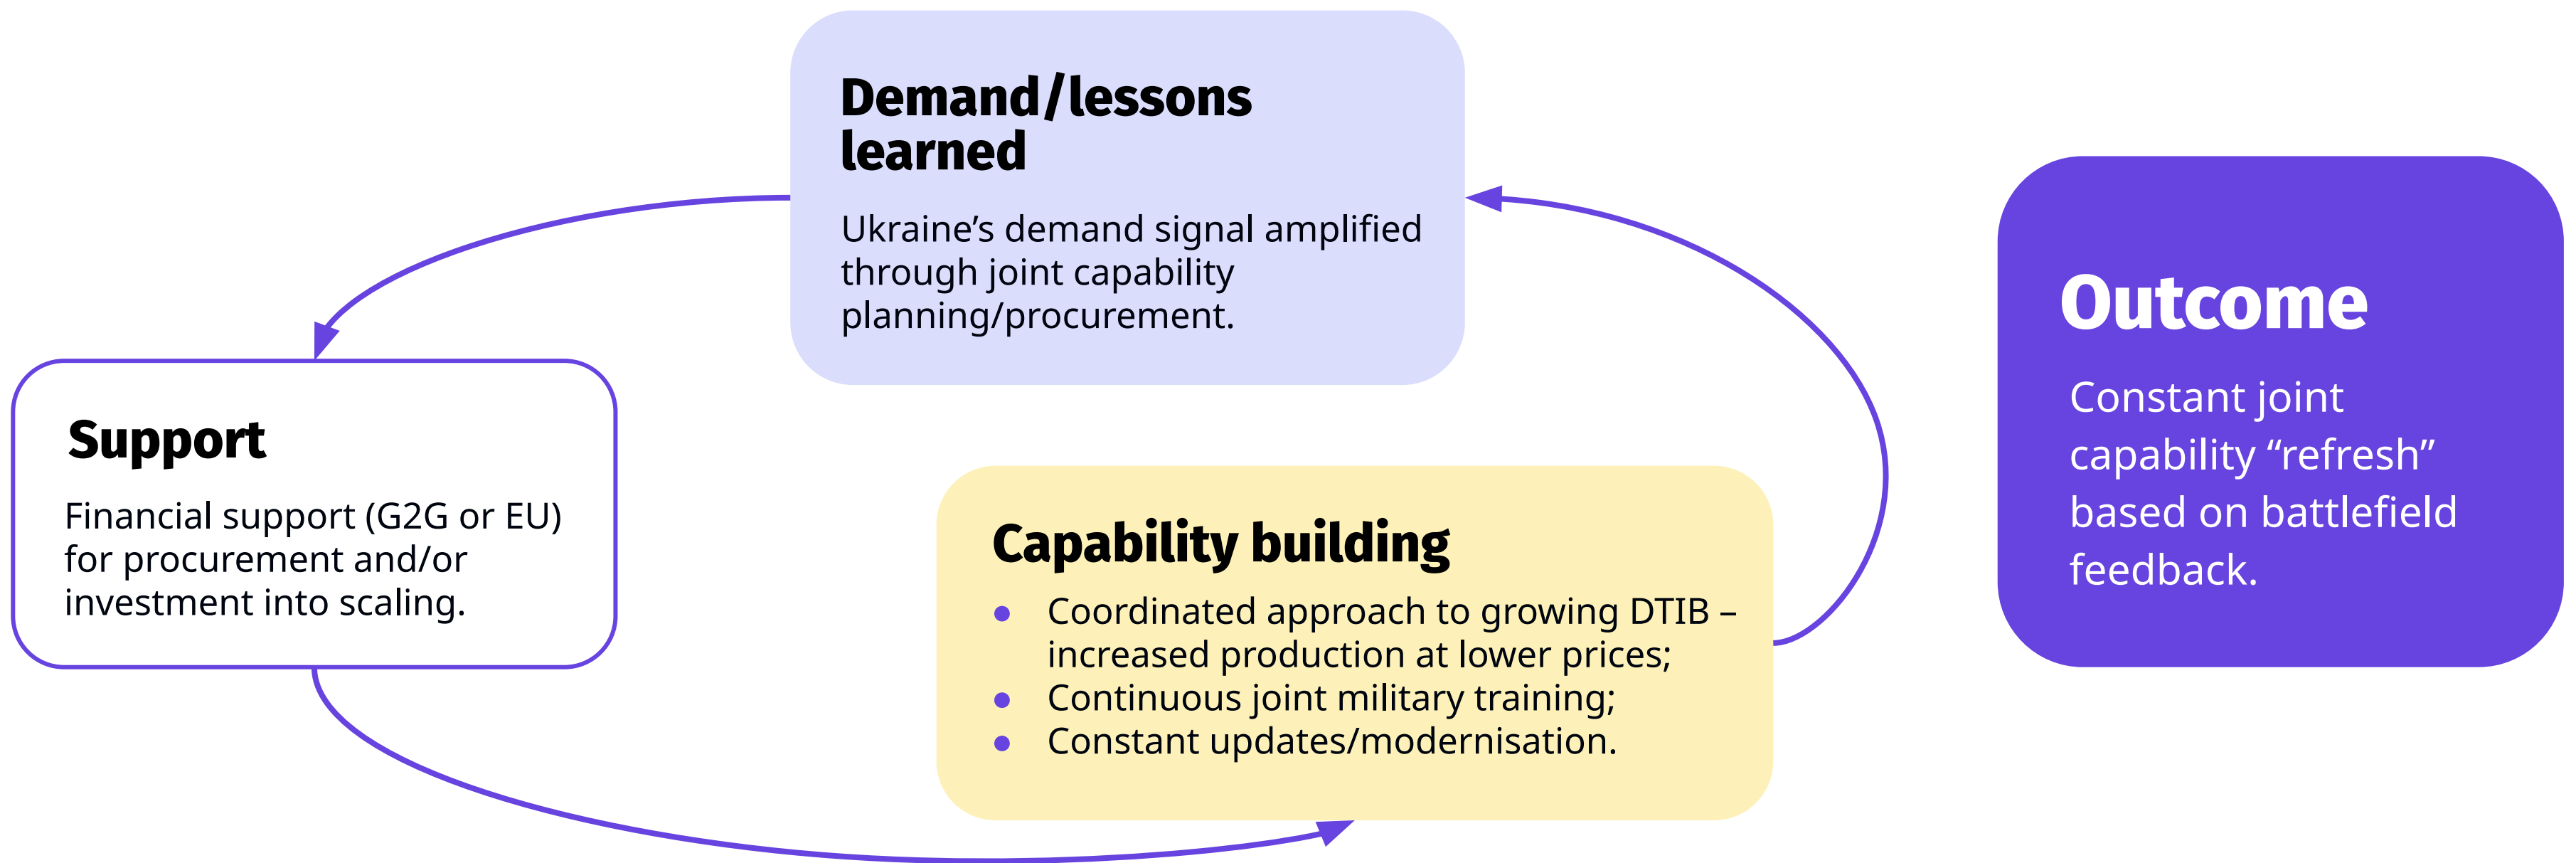 Demand/lessons
learned
Ukraine’s demand signal amplified
through joint capability
planning/procurement.
Support
Financial support (G2G or EU)
for procurement and/or
investment into scaling.
Capability building
● Coordinated approach to growing DTIB –
increased production at lower prices;
● Continuous joint military training;
● Constant updates/modernisation.
Outcome
Constant joint
capability “refresh”
based on battlefield
feedback.